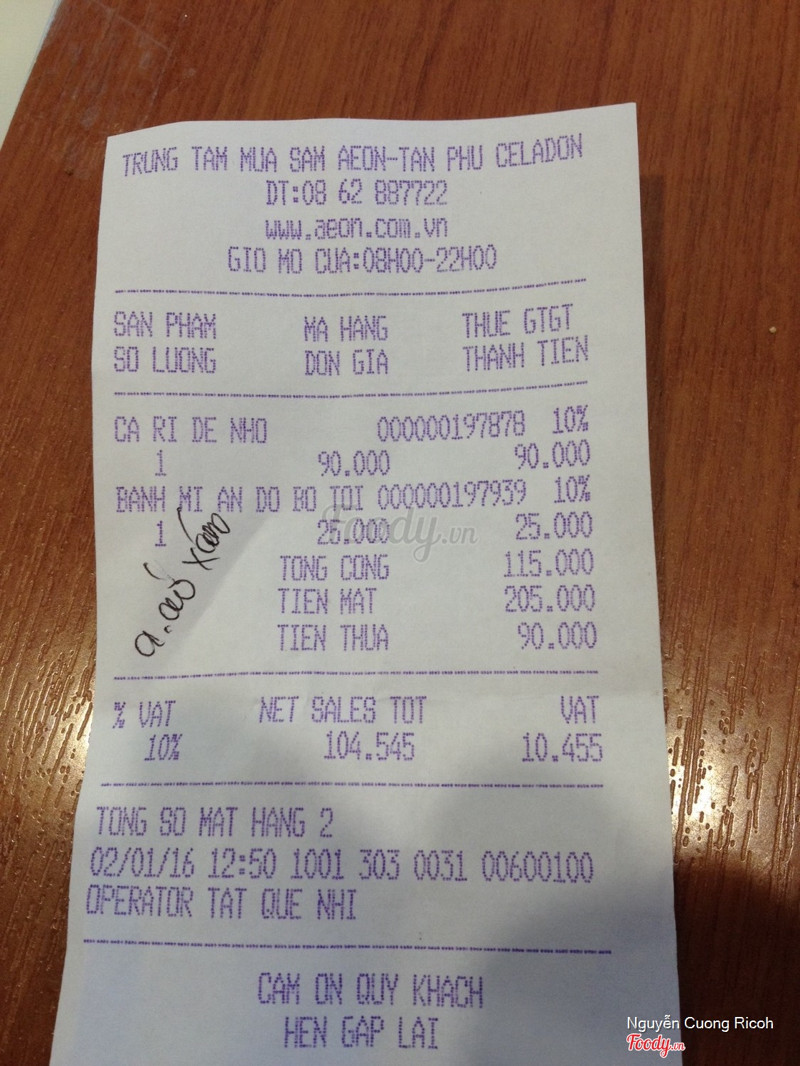 TRUNG TAM MUA SAM AEON-TAN PHU CELADON
DT:08 62 887722
www.aeon.com.vn
GIO MO CUA:08H00-22H00
SAN PHAM MA HANG THUE GTGT
SO LUONG DON GIA THANH TIEN
CA RI DE NHO 000000197878 10%
1 90.000 90.000
BANH MI AN DO BO TOI 000000197939 10%
1 25.000 25.000
TONG CONG 115.000
TIEN MAT 205.000
TIEN THUA 90.000
% VAT NET SALES TOT VAT
10% 104.545 10.455
TONG SO MAT HANG 2
02/01/16 12:50 1001 303 0031 00600100
OPERATOR TAT QUE NHI
CAM ON QUY KHACH
HEN GAP LAI
Foody.vn
Nguyễn Cuong Ricoh
Foody.vn